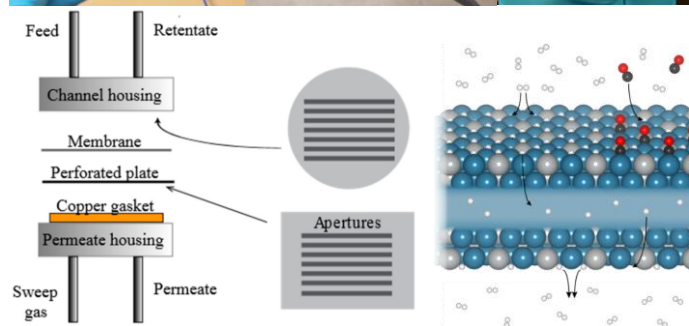 Feed
Retentate
Channel housing
Membrane
Perforated plate
Copper gasket
Permeate housing
Apertures
Sweep
gas
Permeate